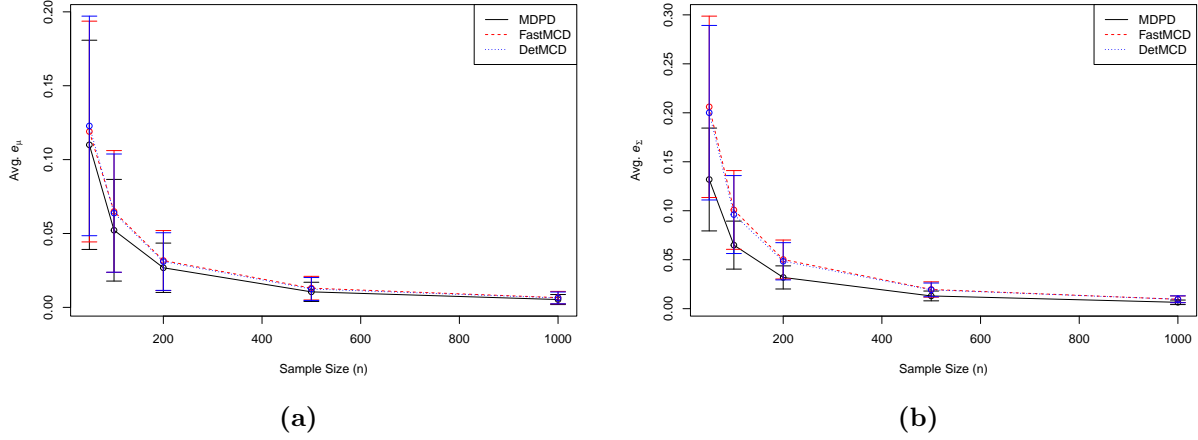 MDPD
FastMCD
DetMCD
0.20
0.15
0.10
0.05
0.00
Avg. eμ
200 400 600 800 1000
Sample Size (n)
(a)
MDPD
FastMCD
DetMCD
0.30
0.25
0.20
0.15
0.10
0.05
0.00
Avg. eΣ
200 400 600 800 1000
Sample Size (n)
(b)